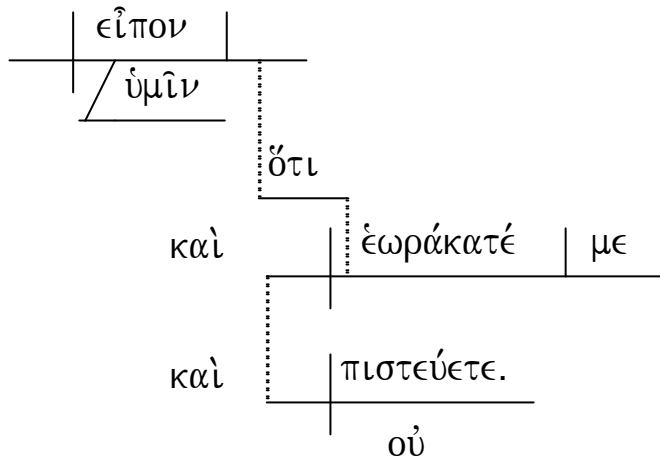 εἶπον
ὑμῖν
ὅτι
καὶ ἑωράκατέ με
καὶ πιστεύετε.
οὐ